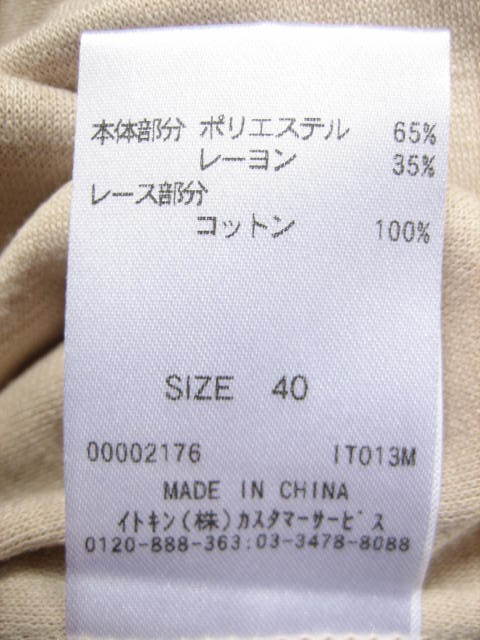 本体部分 ポリエステル 65%
レーヨン 35%
レース部分
コットン 100%
SIZE 40
00002176 IT013M
MADE IN CHINA
イトキン(株)カスタマーサービス
0120-888-363:03-3478-8088